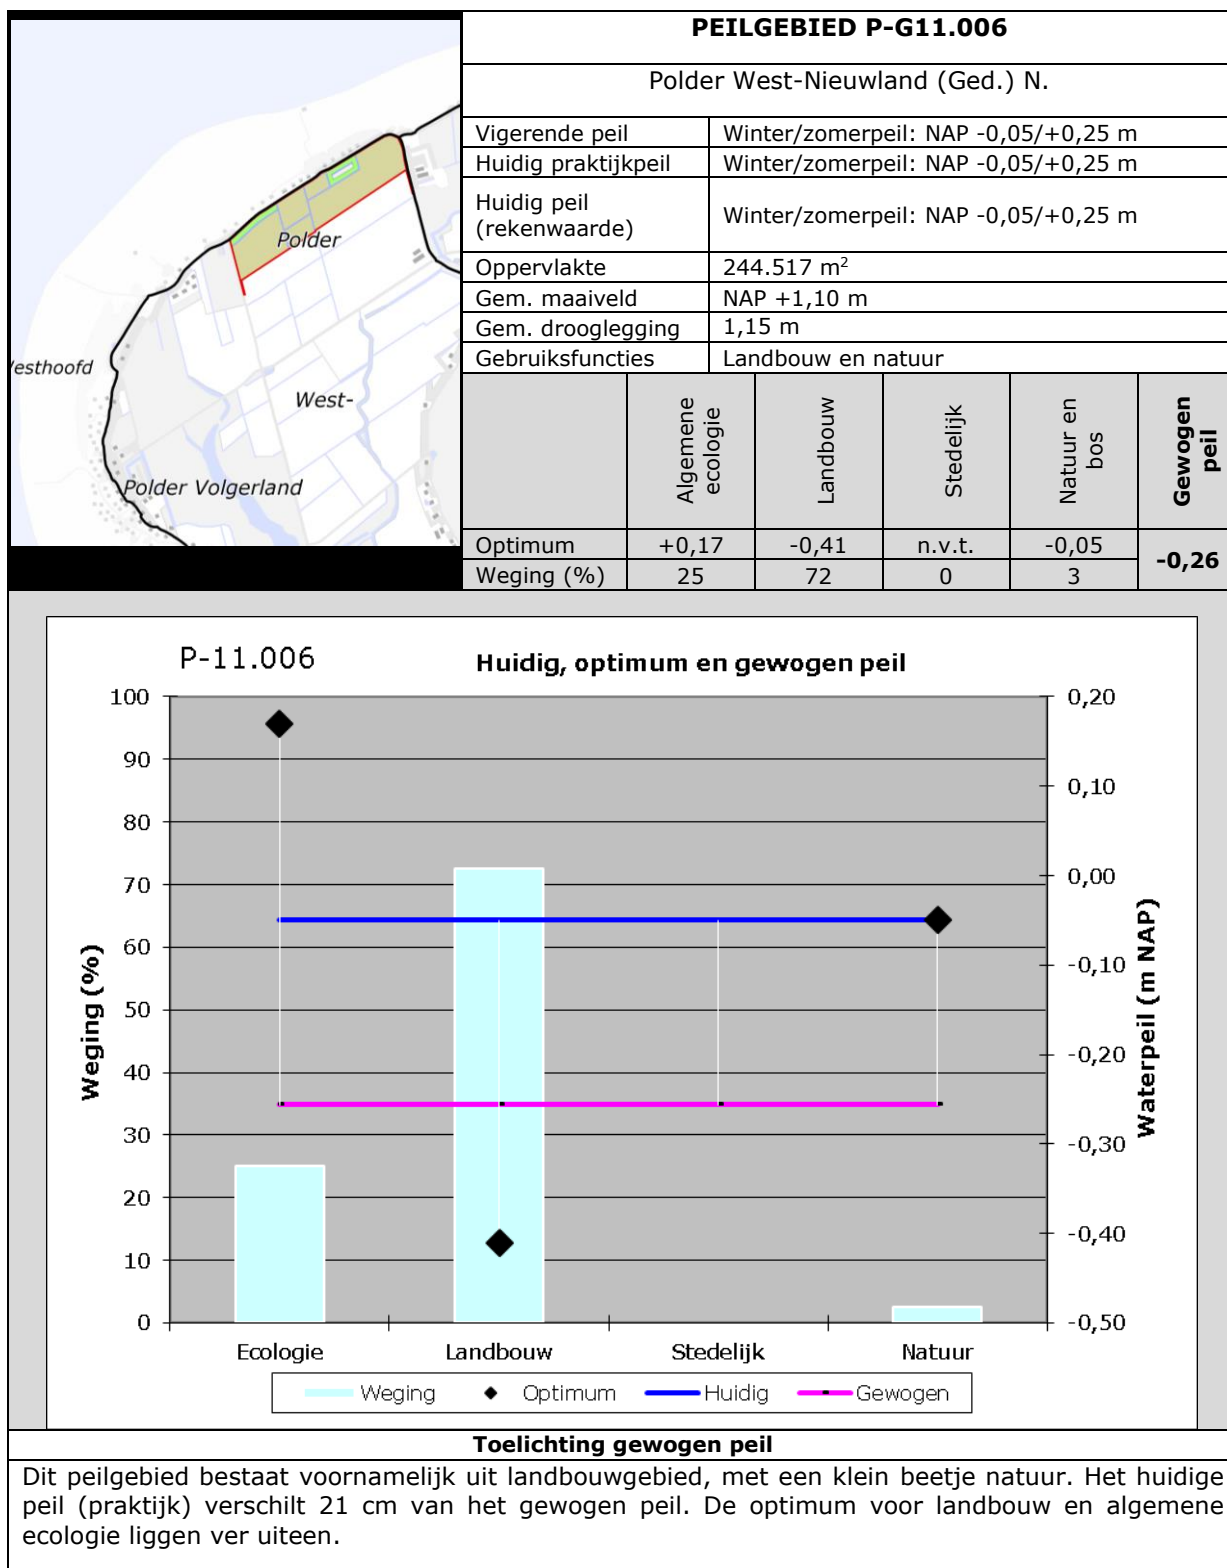 PEILGEBIED P-G11.006
Polder West-Nieuwland (Ged.) N.
Vigerende peil Winter/zomerpeil: NAP -0,05/+0,25 m
Huidig praktijkpeil Winter/zomerpeil: NAP -0,05/+0,25 m
Huidig peil
(rekenwaarde) Winter/zomerpeil: NAP -0,05/+0,25 m
Oppervlakte 244.517 m²
Gem. maaiveld NAP +1,10 m
Gem. drooglegging 1,15 m
Gebruiksfuncties Landbouw en natuur
Polder
esthoofd
West-
Polder Volgerland
Algemene
ecologie
Landbouw
Stedelijk
Natuur en
bos
Gewogen
peil
Optimum +0,17 -0,41 n.v.t. -0,05 -0,26
Weging (%) 25 72 0 3
P-11.006 Huidig, optimum en gewogen peil
Weging (%)
100
90
80
70
60
50
40
30
20
10
0
0,20
0,10
0,00
-0,10
-0,20
-0,30
-0,40
-0,50
Waterpeil (m NAP)
Ecologie Landbouw Stedelijk Natuur
Weging Optimum Huidig Gewogen
Toelichting gewogen peil
Dit peilgebied bestaat voornamelijk uit landbouwgebied, met een klein beetje natuur. Het huidige
peil (praktijk) verschilt 21 cm van het gewogen peil. De optimum voor landbouw en algemene
ecologie liggen ver uiteen.